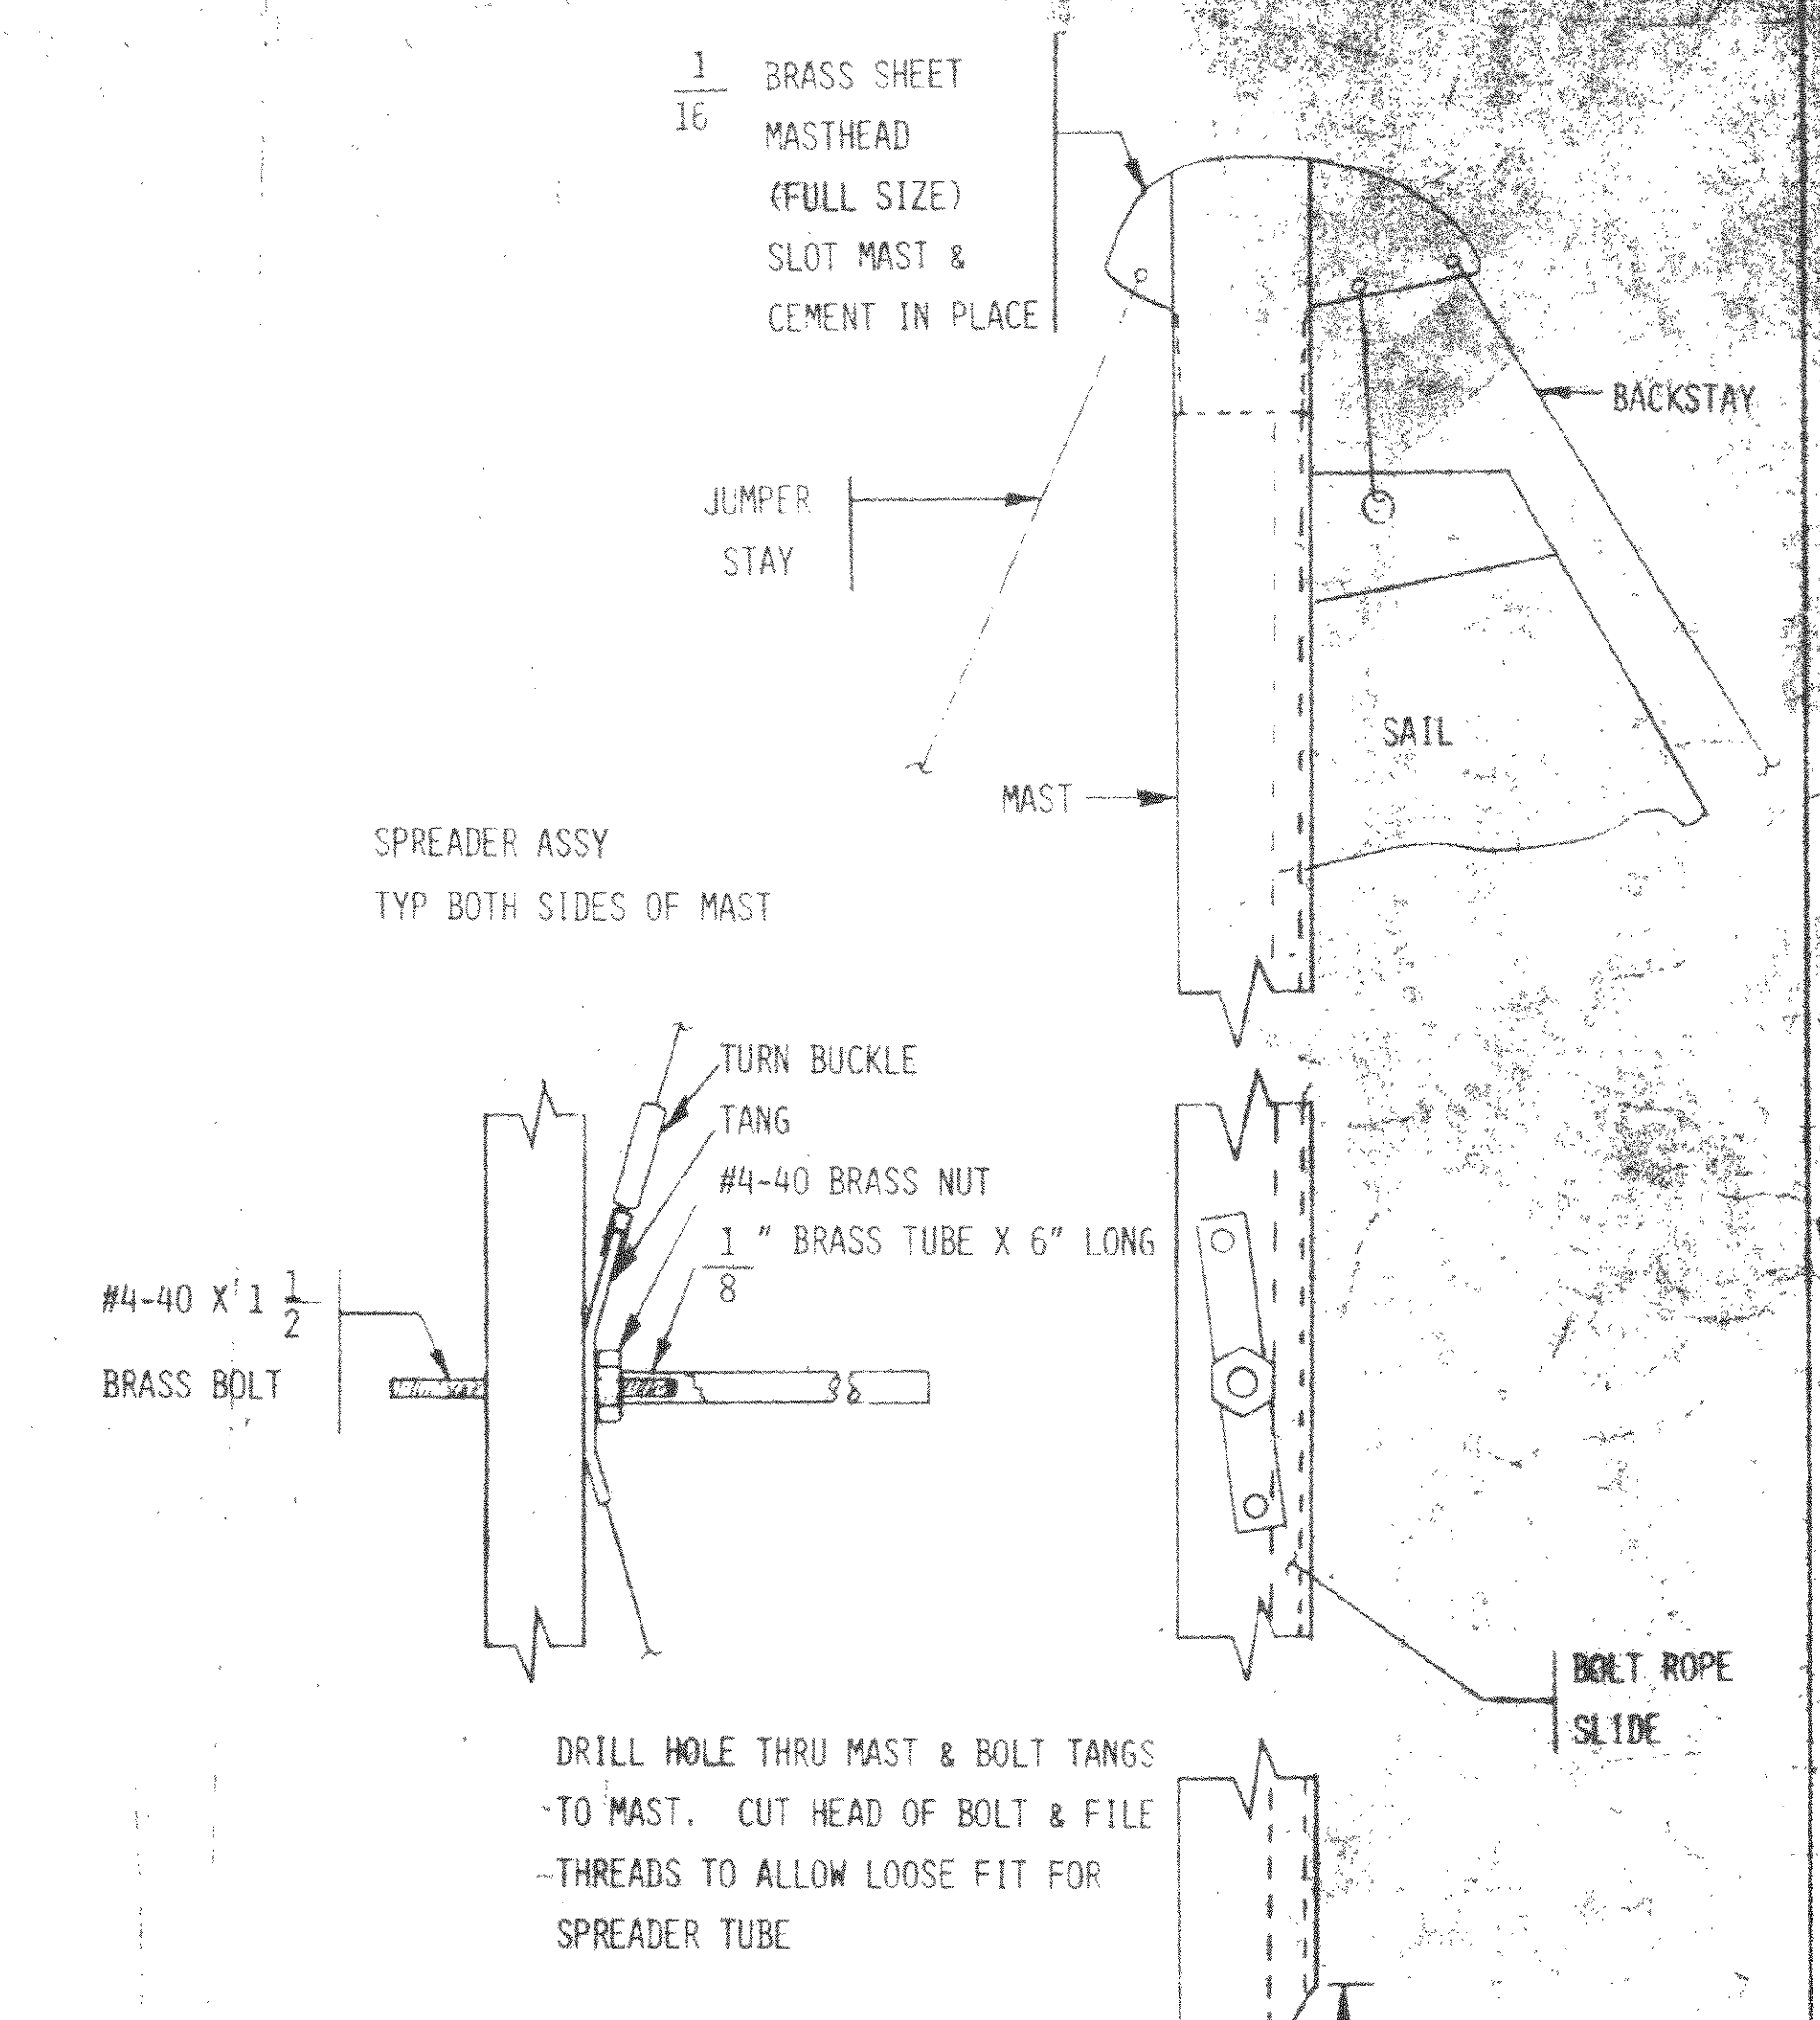 1/16 BRASS SHEET
MASTHEAD
(FULL SIZE)
SLOT MAST &
CEMENT IN PLACE
BACKSTAY
JUMPER
STAY
SAIL
MAST
SPREADER ASSY
TYP BOTH SIDES OF MAST
TURN BUCKLE
TANG
#4-40 BRASS NUT
1/8 " BRASS TUBE X 6" LONG
#4-40 X 1 1/2
BRASS BOLT
BOLT ROPE
SLIDE
DRILL HOLE THRU MAST & BOLT TANGS
TO MAST. CUT HEAD OF BOLT & FILE
THREADS TO ALLOW LOOSE FIT FOR
SPREADER TUBE